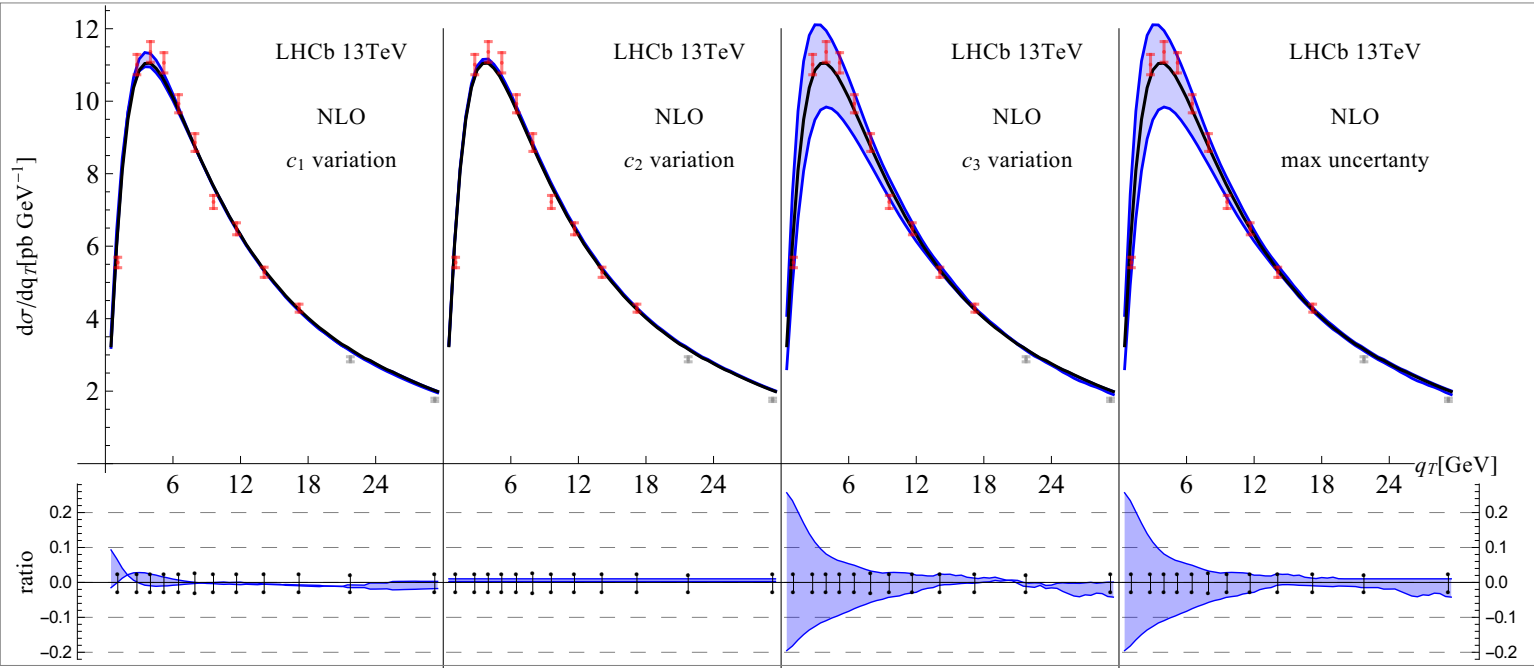 12
10
8
6
4
2
dσ/dqT[pb GeV⁻¹]
LHCb 13TeV
NLO
c₁ variation
LHCb 13TeV
NLO
c₂ variation
LHCb 13TeV
NLO
c₃ variation
LHCb 13TeV
NLO
max uncertanty
6 12 18 24
6 12 18 24
6 12 18 24
6 12 18 24
qT[GeV]
ratio
0.2
0.1
0.0
−0.1
−0.2
0.2
0.1
0.0
−0.1
−0.2